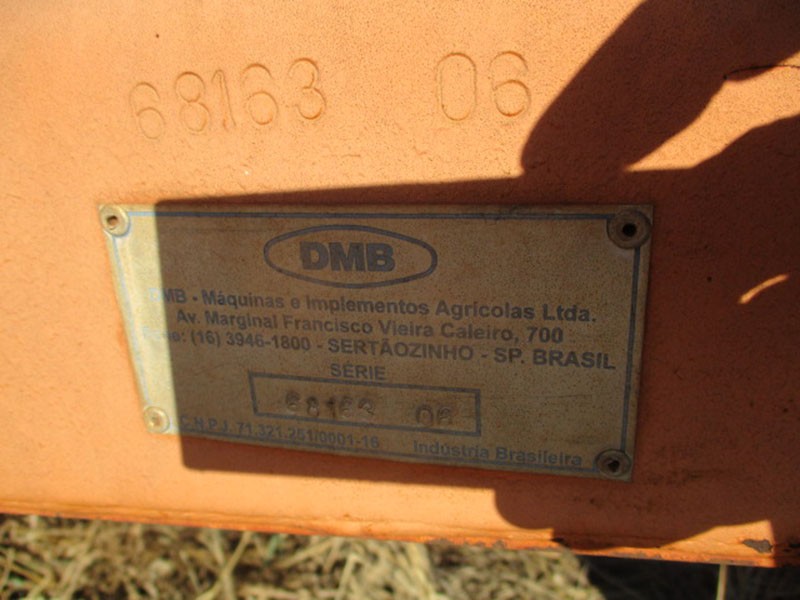 68163 06
DMB
DMB - Máquinas e Implementos Agrícolas Ltda.
Av. Marginal Francisco Vieira Caleiro, 700
Fone: (16) 3946-1800 - SERTÃOZINHO - SP. BRASIL
SÉRIE
68163 06
C.N.P.J. 71.321.251/0001-16 Indústria Brasileira